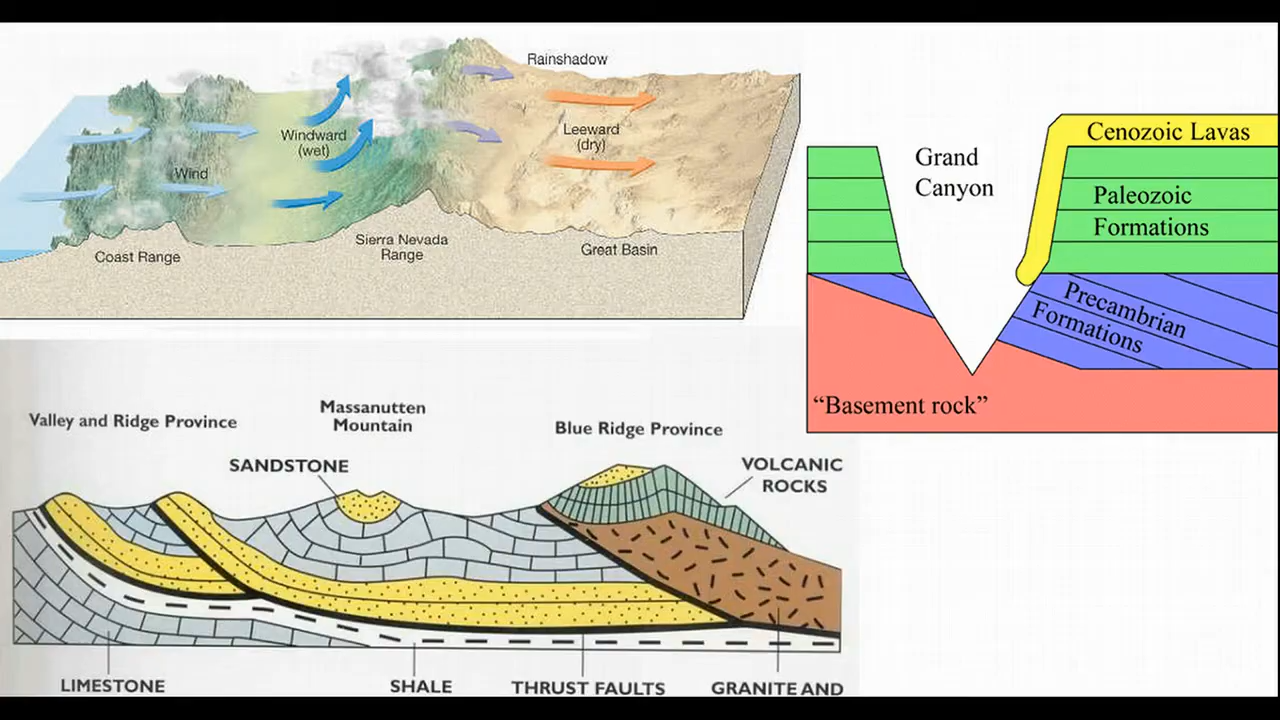 Rainshadow
Windward
(wet)
Leeward
(dry)
Wind
Coast Range
Sierra Nevada
Range
Great Basin
Grand
Canyon
Cenozoic Lavas
Paleozoic
Formations
Precambrian
Formations
“Basement rock”
Valley and Ridge Province
Massanutten
Mountain
Blue Ridge Province
SANDSTONE
VOLCANIC
ROCKS
LIMESTONE
SHALE
THRUST FAULTS
GRANITE AND